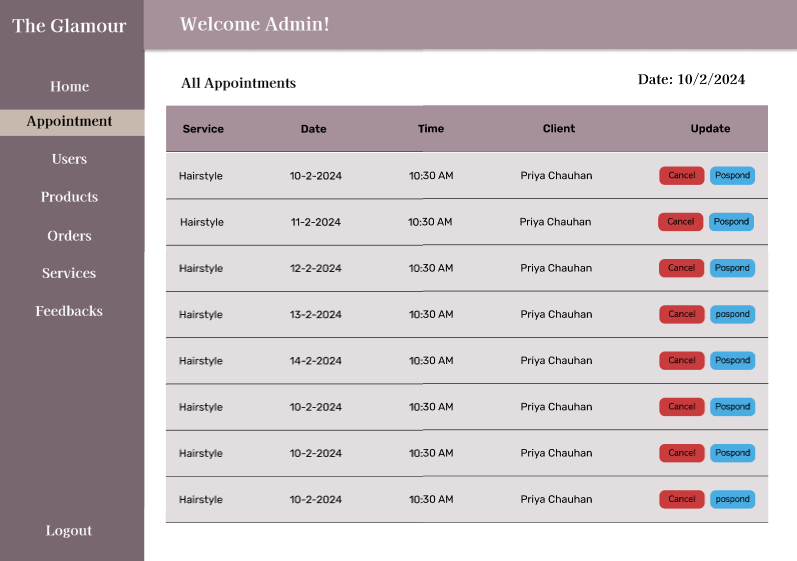 The Glamour
Welcome Admin!
Home
Appointment
Users
Products
Orders
Services
Feedbacks
Logout
All Appointments
Date: 10/2/2024
Service Date Time Client Update
Hairstyle 10-2-2024 10:30 AM Priya Chauhan Cancel Pospond
Hairstyle 11-2-2024 10:30 AM Priya Chauhan Cancel Pospond
Hairstyle 12-2-2024 10:30 AM Priya Chauhan Cancel Pospond
Hairstyle 13-2-2024 10:30 AM Priya Chauhan Cancel pospond
Hairstyle 14-2-2024 10:30 AM Priya Chauhan Cancel Pospond
Hairstyle 10-2-2024 10:30 AM Priya Chauhan Cancel Pospond
Hairstyle 10-2-2024 10:30 AM Priya Chauhan Cancel Pospond
Hairstyle 10-2-2024 10:30 AM Priya Chauhan Cancel pospond